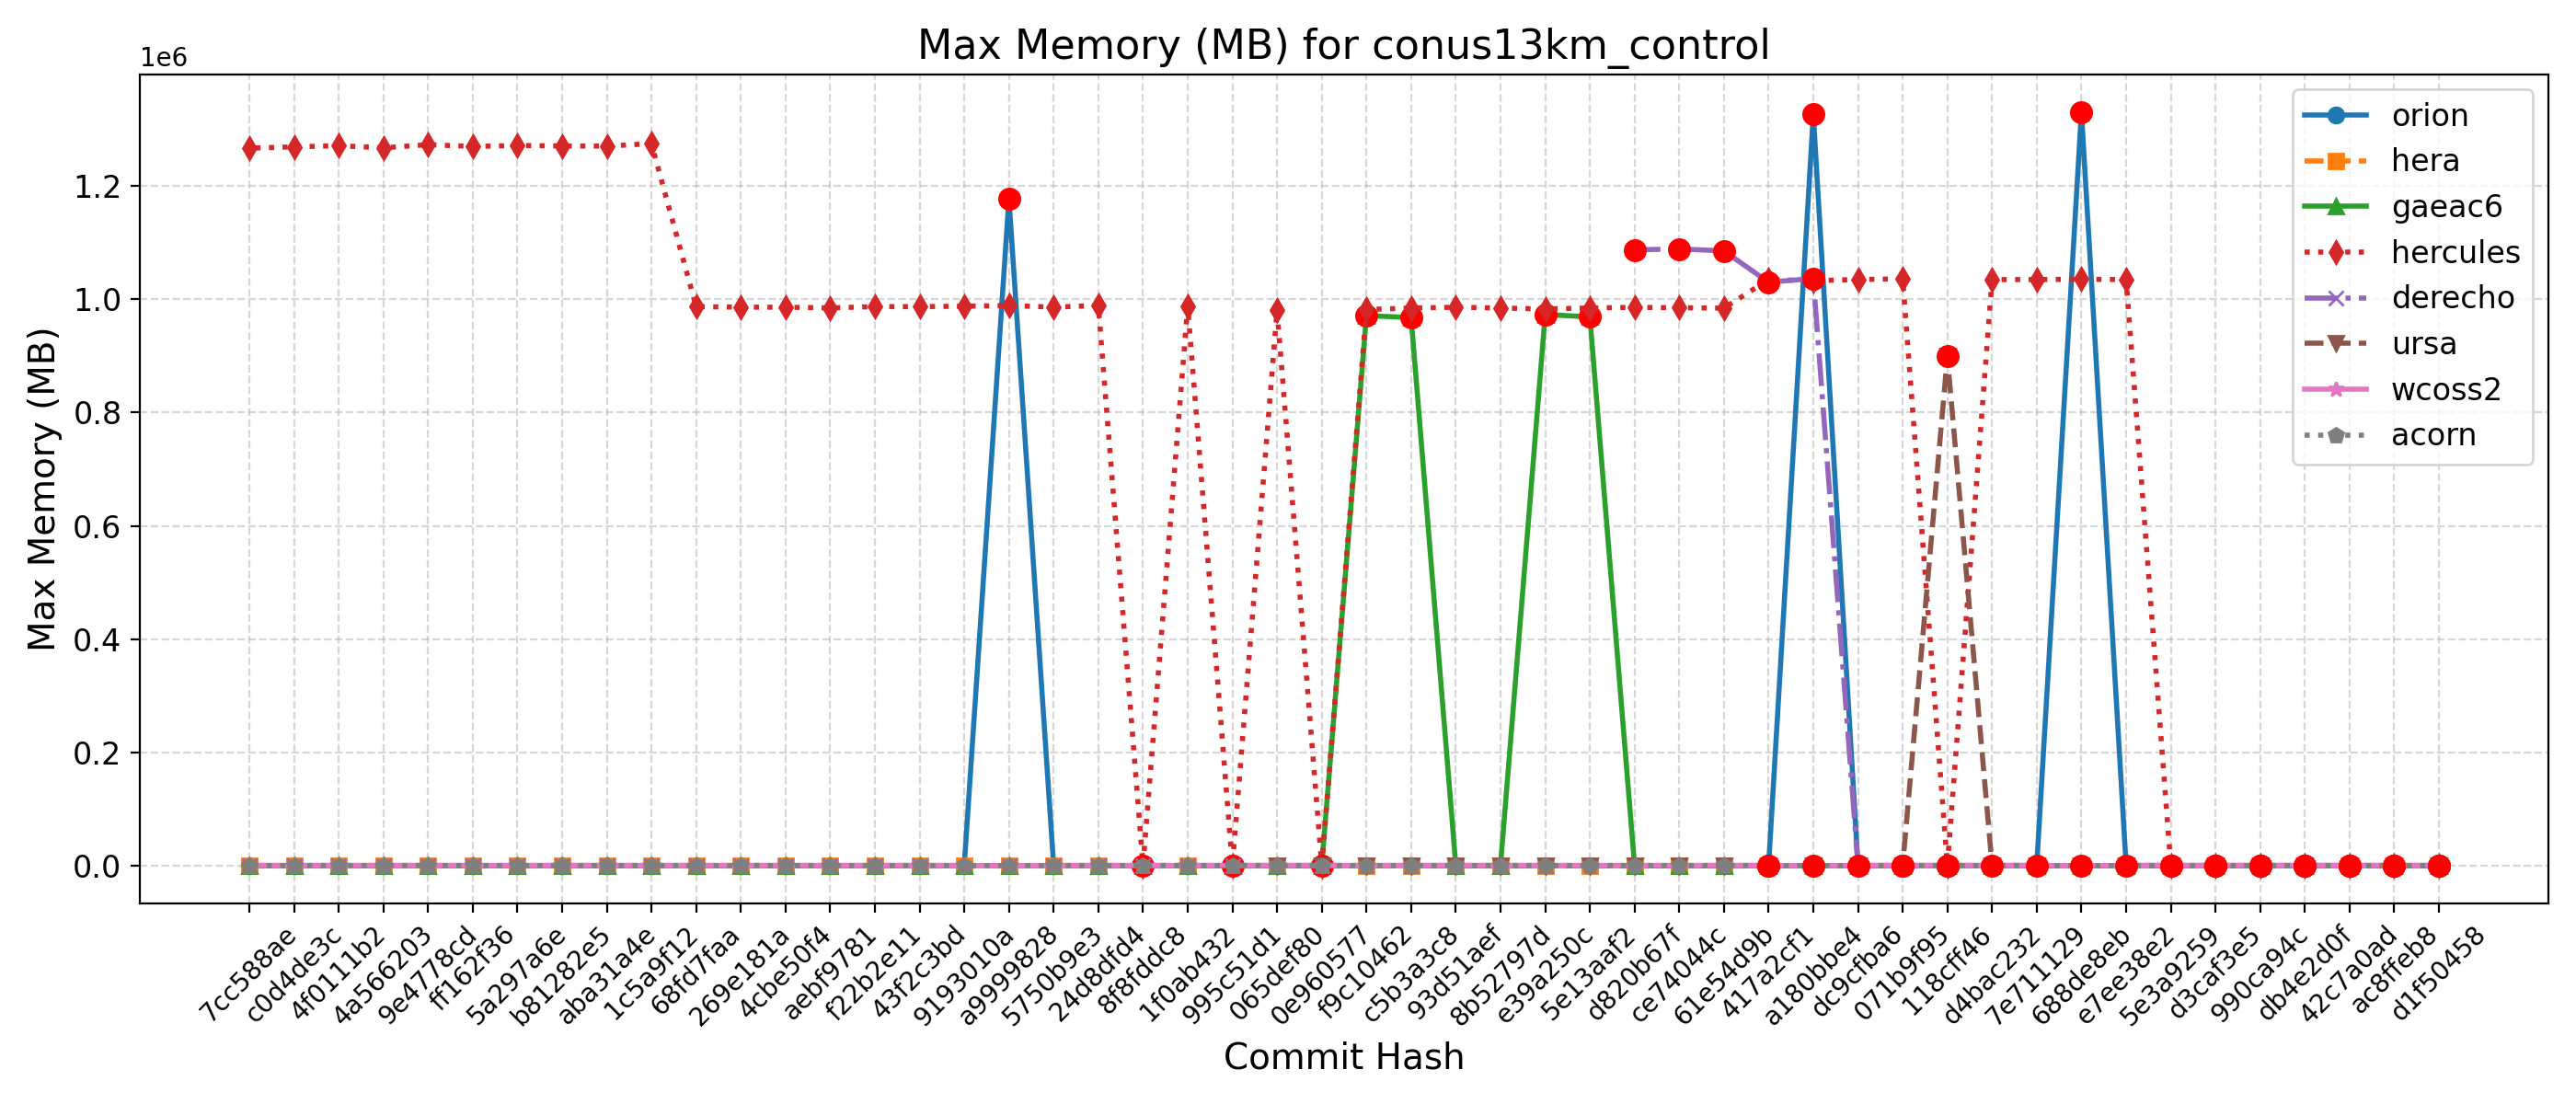 Max Memory (MB) for conus13km_control
1e6
1.2
1.0
0.8
0.6
0.4
0.2
0.0
Max Memory (MB)
orion
hera
gaeac6
hercules
derecho
ursa
wcoss2
acorn
7cc588ae
c0d4de3c
4f0111b2
4a566203
9e4778cd
ff162f36
5a297a6e
b81282e5
aba31a4e
1c5a9f12
68fd7faa
269e181a
4cbe50f4
aebf9781
f22b2e11
43f2c3bd
9193010a
a9999828
5750b9e3
24d8dfd4
8f8fddc8
1f0ab432
995c51d1
065def80
0e960577
f9c10462
c5b3a3c8
93d51aef
8b52797d
e39a250c
5e13aaf2
d820b67f
ce74044c
61e54d9b
417a2cf1
a180bbe4
dc9cfba6
071b9f95
118cff46
d4bac232
7e711129
688de8eb
e7ee38e2
5e3a9259
d3caf3e5
990ca94c
db4e2d0f
42c7a0ad
ac8ffeb8
d1f50458
Commit Hash